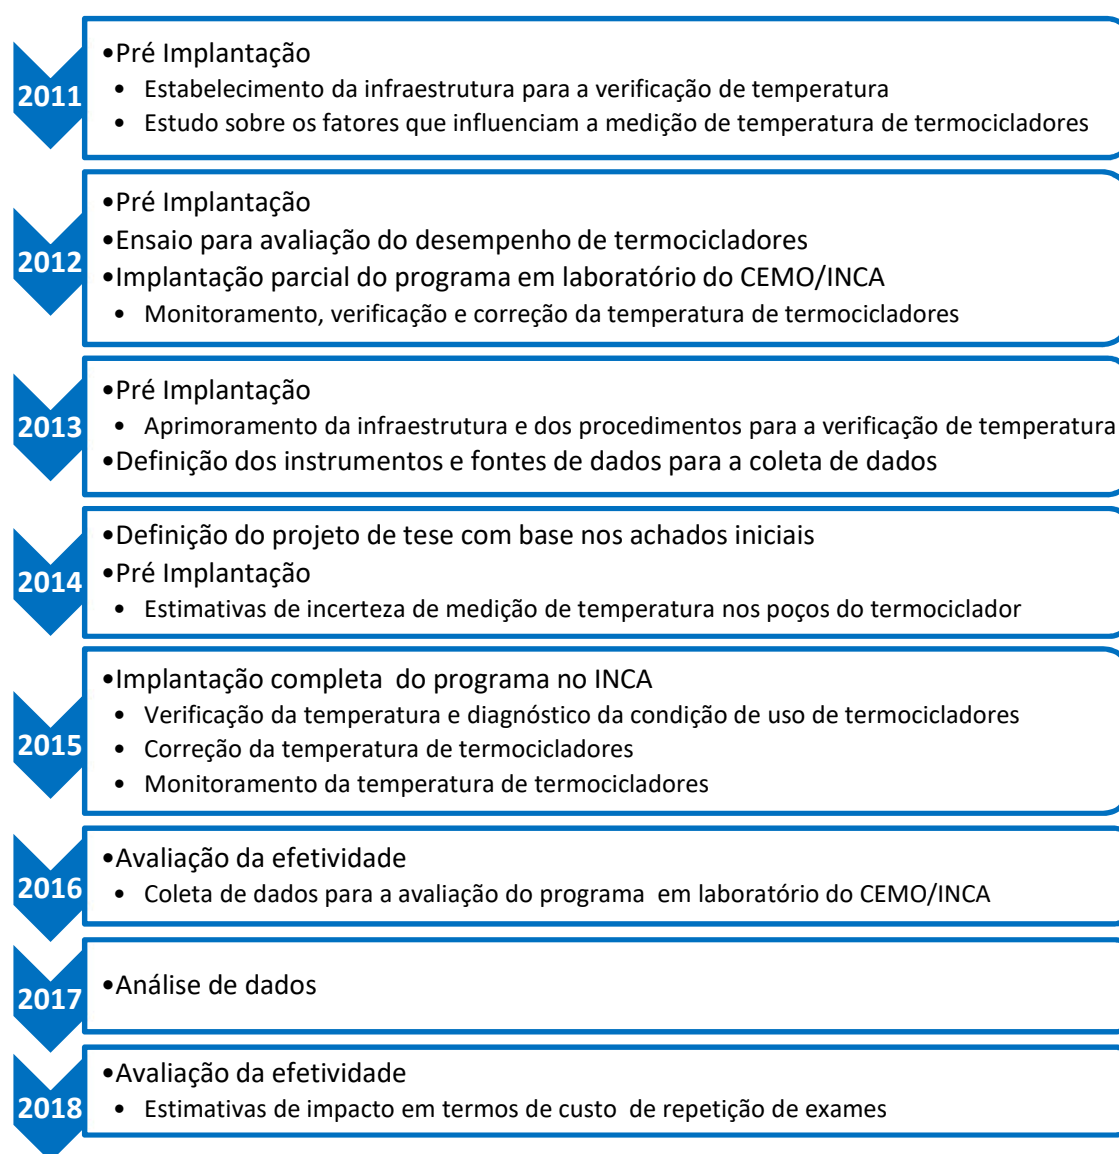 2011
•Pré Implantação
• Estabelecimento da infraestrutura para a verificação de temperatura
• Estudo sobre os fatores que influenciam a medição de temperatura de termocicladores
2012
•Pré Implantação
•Ensaio para avaliação do desempenho de termocicladores
•Implantação parcial do programa em laboratório do CEMO/INCA
• Monitoramento, verificação e correção da temperatura de termocicladores
2013
•Pré Implantação
• Aprimoramento da infraestrutura e dos procedimentos para a verificação de temperatura
•Definição dos instrumentos e fontes de dados para a coleta de dados
2014
•Definição do projeto de tese com base nos achados iniciais
•Pré Implantação
• Estimativas de incerteza de medição de temperatura nos poços do termociclador
2015
•Implantação completa do programa no INCA
• Verificação da temperatura e diagnóstico da condição de uso de termocicladores
• Correção da temperatura de termocicladores
• Monitoramento da temperatura de termocicladores
2016
•Avaliação da efetividade
• Coleta de dados para a avaliação do programa em laboratório do CEMO/INCA
2017
•Análise de dados
2018
•Avaliação da efetividade
• Estimativas de impacto em termos de custo de repetição de exames